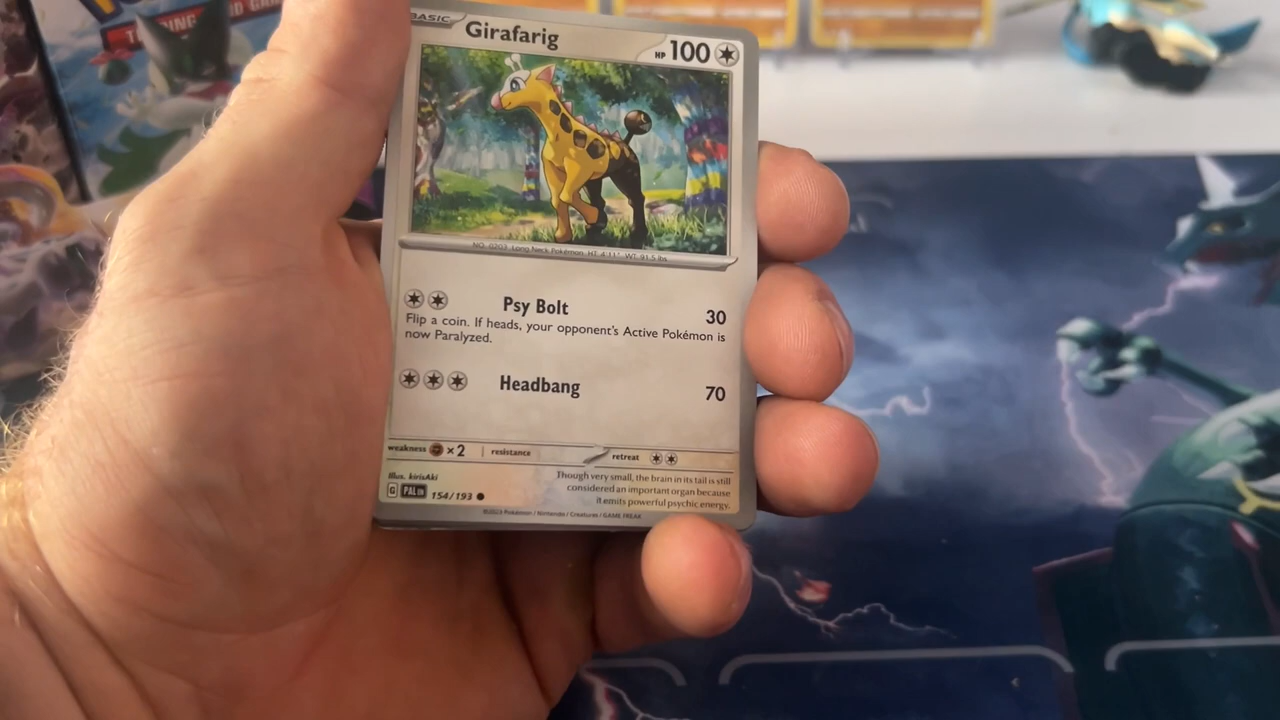 BASIC
Girafarig
HP 100
NO. 0203 Long Neck Pokémon HT: 4'11" WT: 91.5 lbs
Psy Bolt 30
Flip a coin. If heads, your opponent's Active Pokémon is
now Paralyzed.
Headbang 70
weakness ×2 resistance retreat
Illus. kirisAki
Though very small, the brain in its tail is still
considered an important organ because
it emits powerful psychic energy.
G PAL EN 154/193
©2023 Pokémon / Nintendo / Creatures / GAME FREAK